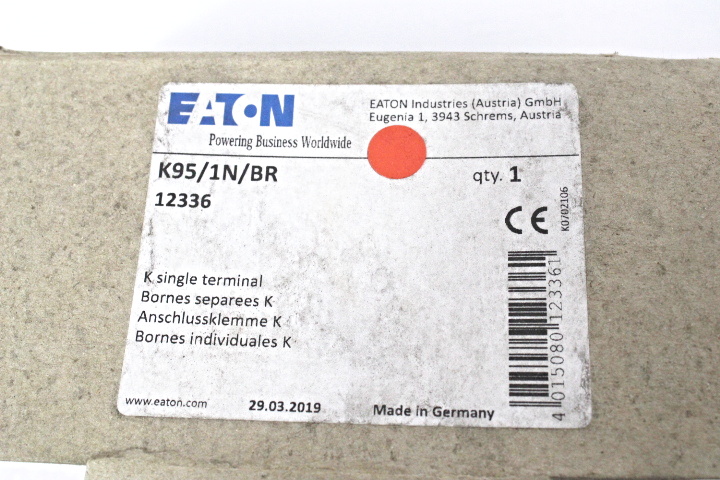 EATON
Powering Business Worldwide
EATON Industries (Austria) GmbH
Eugenia 1, 3943 Schrems, Austria
K95/1N/BR
12336
qty. 1
CE
K0702106
K single terminal
Bornes separees K
Anschlussklemme K
Bornes individuales K
4 015080 123361
www.eaton.com
29.03.2019
Made in Germany